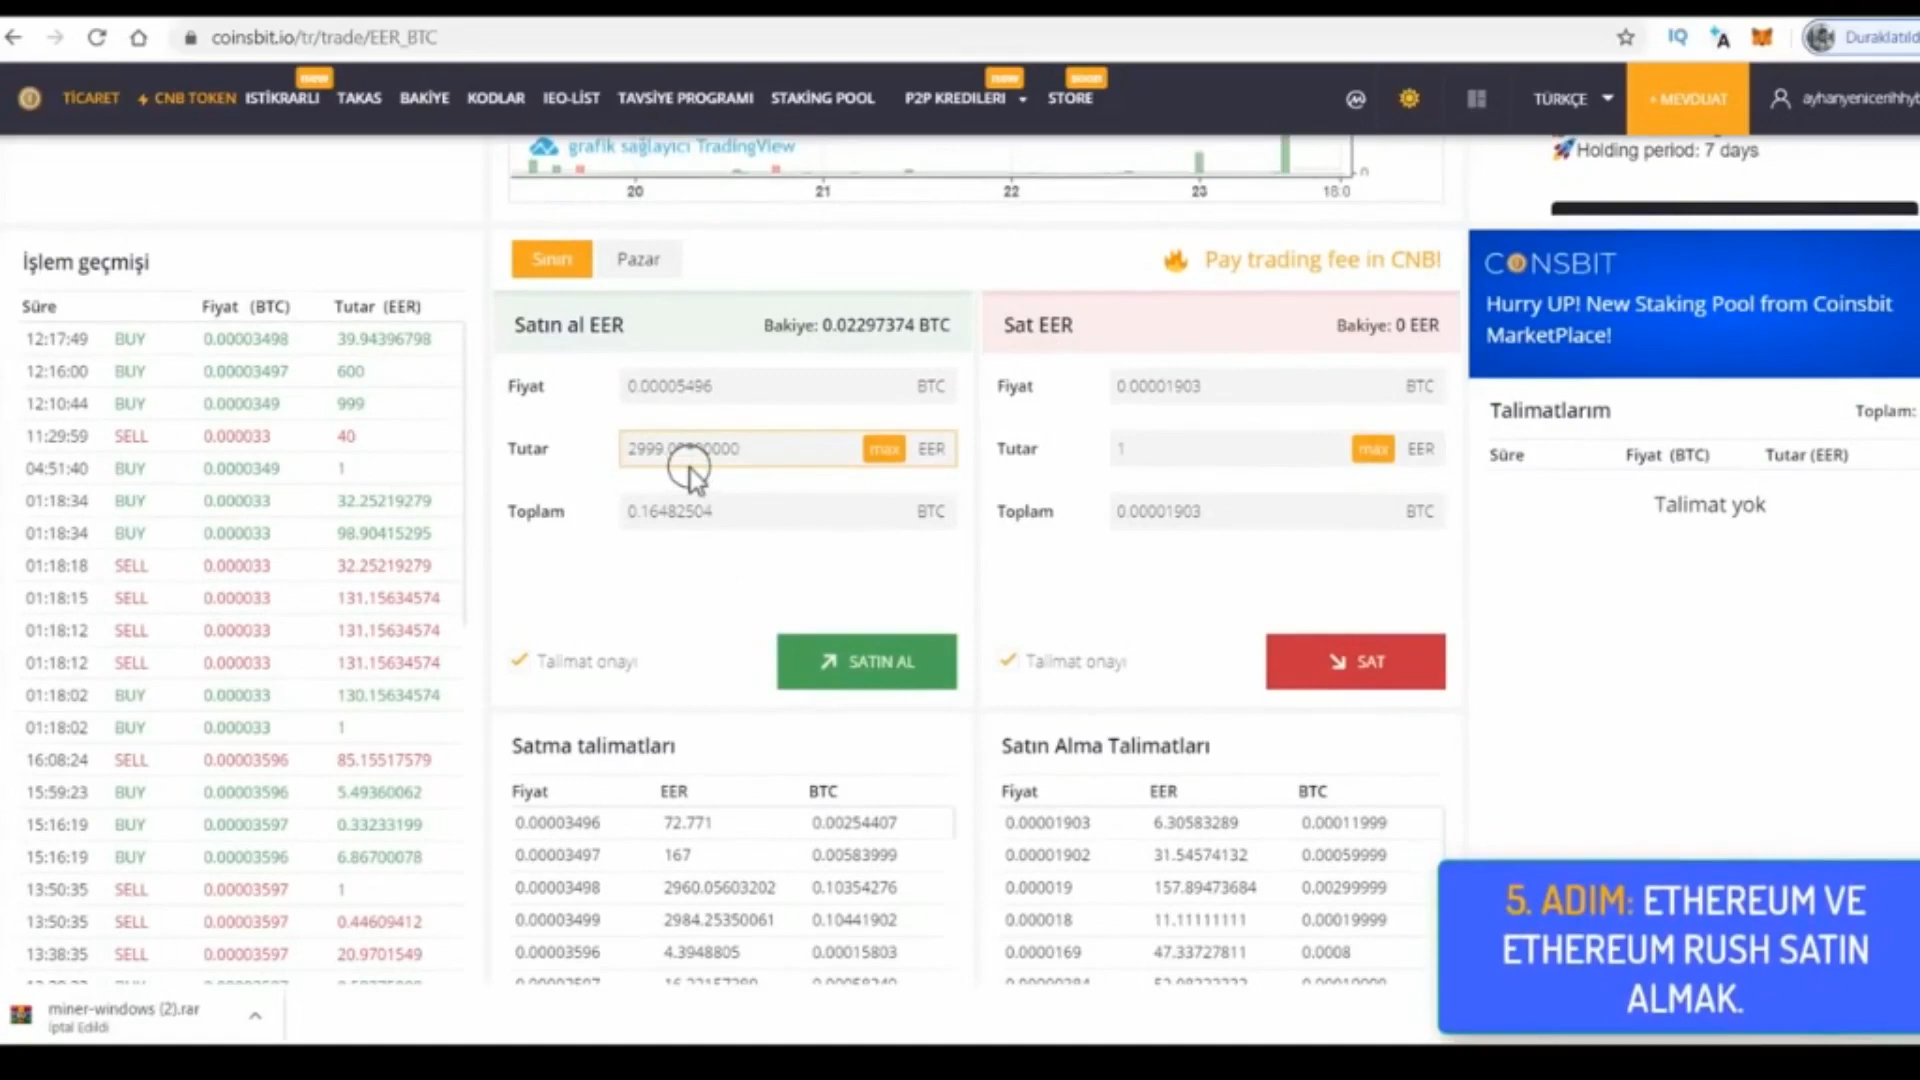 coinsbit.io/tr/trade/EER_BTC
IQ
Duraklatıld
TİCARET
CNB TOKEN
new
ISTİKRARLI
TAKAS
BAKİYE
KODLAR
IEO-LIST
TAVSİYE PROGRAMI
STAKİNG POOL
new
P2P KREDILERI
soon
STORE
TÜRKÇE
+ MEVDUAT
grafik sağlayıcı TradingView
0
20 21 22 23 18:0
Holding period: 7 days
İşlem geçmişi
Süre Fiyat (BTC) Tutar (EER)
12:17:49 BUY 0.00003498 39.94396798
12:16:00 BUY 0.00003497 600
12:10:44 BUY 0.0000349 999
11:29:59 SELL 0.000033 40
04:51:40 BUY 0.0000349 1
01:18:34 BUY 0.000033 32.25219279
01:18:34 BUY 0.000033 98.90415295
01:18:18 SELL 0.000033 32.25219279
01:18:15 SELL 0.000033 131.15634574
01:18:12 SELL 0.000033 131.15634574
01:18:12 SELL 0.000033 131.15634574
01:18:02 BUY 0.000033 130.15634574
01:18:02 BUY 0.000033 1
16:08:24 SELL 0.00003596 85.15517579
15:59:23 BUY 0.00003596 5.49360062
15:16:19 BUY 0.00003597 0.33233199
15:16:19 BUY 0.00003596 6.86700078
13:50:35 SELL 0.00003597 1
13:50:35 SELL 0.00003597 0.44609412
13:38:35 SELL 0.00003597 20.9701549
Sınırı Pazar
Pay trading fee in CNB!
Satın al EER Bakiye: 0.02297374 BTC
Fiyat 0.00005496 BTC
Tutar max EER
Toplam 0.16482504 BTC
Talimat onayı
SATIN AL
Sat EER Bakiye: 0 EER
Fiyat 0.00001903 BTC
Tutar 1 max EER
Toplam 0.00001903 BTC
Talimat onayı
SAT
Satma talimatları
Fiyat EER BTC
0.00003496 72.771 0.00254407
0.00003497 167 0.00583999
0.00003498 2960.05603202 0.10354276
0.00003499 2984.25350061 0.10441902
0.00003596 4.3948805 0.00015803
Satın Alma Talimatları
Fiyat EER BTC
0.00001903 6.30583289 0.00011999
0.00001902 31.54574132 0.00059999
0.000019 157.89473684 0.00299999
0.000018 11.11111111 0.00019999
0.0000169 47.33727811 0.0008
COINSBIT
Hurry UP! New Staking Pool from Coinsbit
MarketPlace!
Talimatlarım Toplam:
Süre Fiyat (BTC) Tutar (EER)
Talimat yok
5. ADIM: ETHEREUM VE
ETHEREUM RUSH SATIN
ALMAK.
miner-windows (2).rar
İptal Edildi